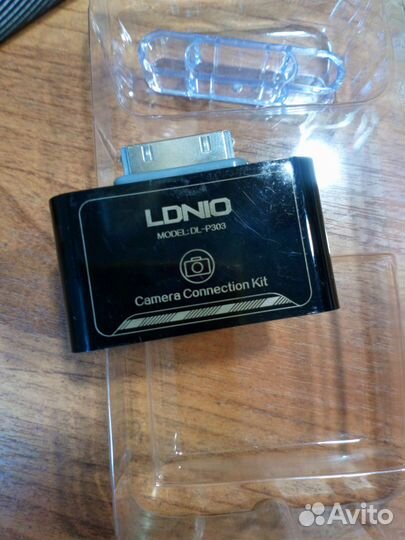 LDNIO
MODEL: DL-P303
Camera Connection Kit
Avito